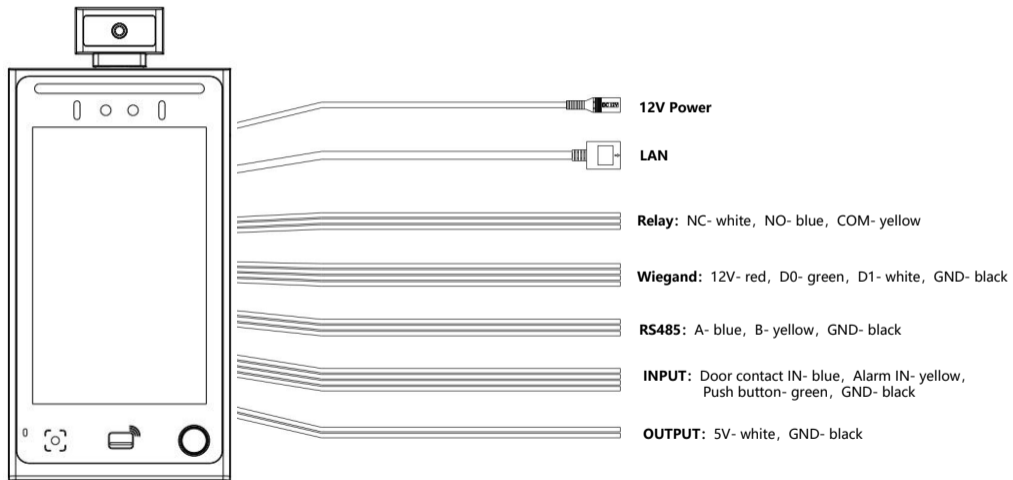 DC 12V
12V Power
LAN
Relay: NC- white, NO- blue, COM- yellow
Wiegand: 12V- red, D0- green, D1- white, GND- black
RS485: A- blue, B- yellow, GND- black
INPUT: Door contact IN- blue, Alarm IN- yellow,
Push button- green, GND- black
OUTPUT: 5V- white, GND- black